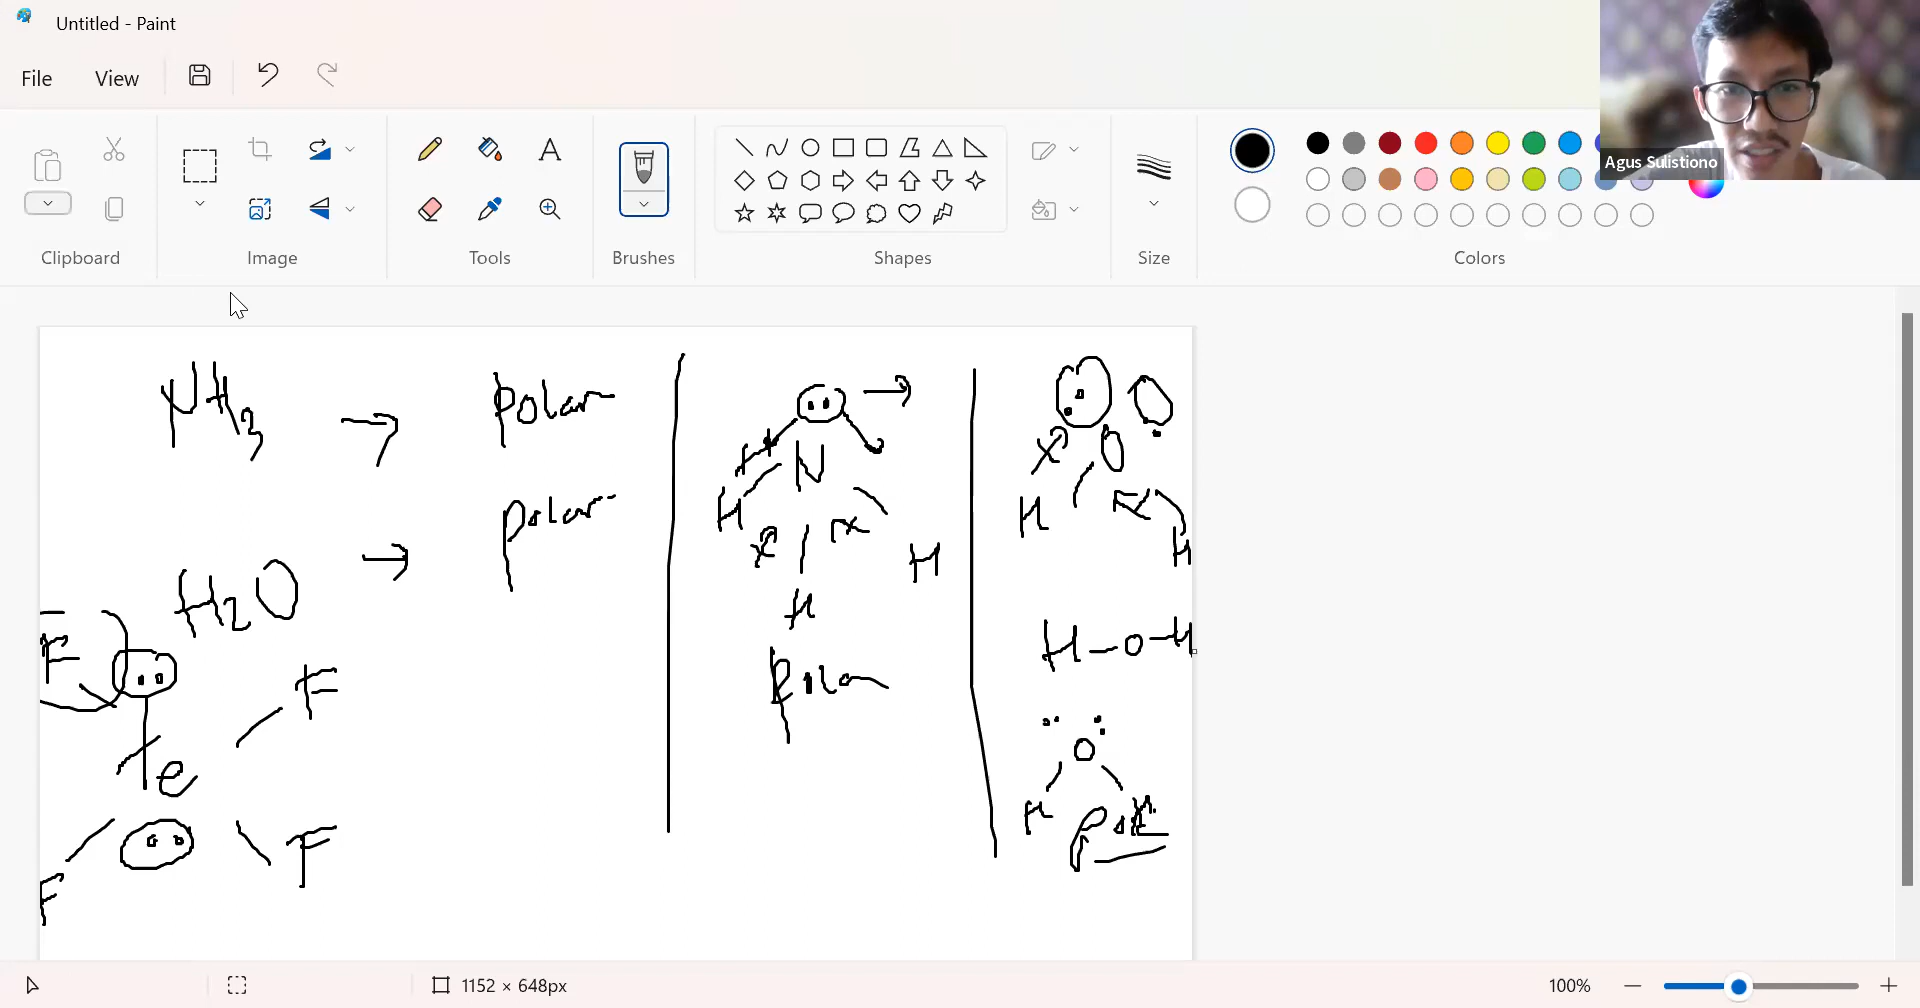 Untitled - Paint
File View
Agus Sulistiono
Clipboard Image Tools Brushes Shapes Size Colors
NH3 → polar
H2O → polar
H N
H H
H
polar
O
H H
H-O-H
O
H H
F F
F F
1152 × 648px 100%